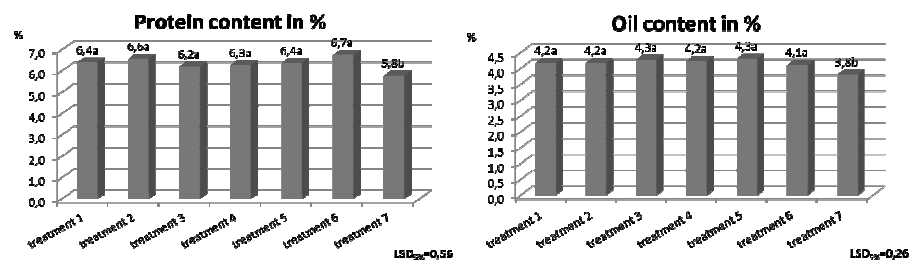 Protein content in %
%
7,0
6,0
5,0
4,0
3,0
2,0
1,0
0,0
6,4a
6,6a
6,2a
6,3a
6,4a
6,7a
5,8b
treatment 1
treatment 2
treatment 3
treatment 4
treatment 5
treatment 6
treatment 7
LSD5%=0,56
Oil content in %
%
4,5
4,0
3,5
3,0
2,5
2,0
1,5
1,0
0,5
0,0
4,2a
4,2a
4,3a
4,2a
4,3a
4,1a
3,8b
treatment 1
treatment 2
treatment 3
treatment 4
treatment 5
treatment 6
treatment 7
LSD5%=0,26